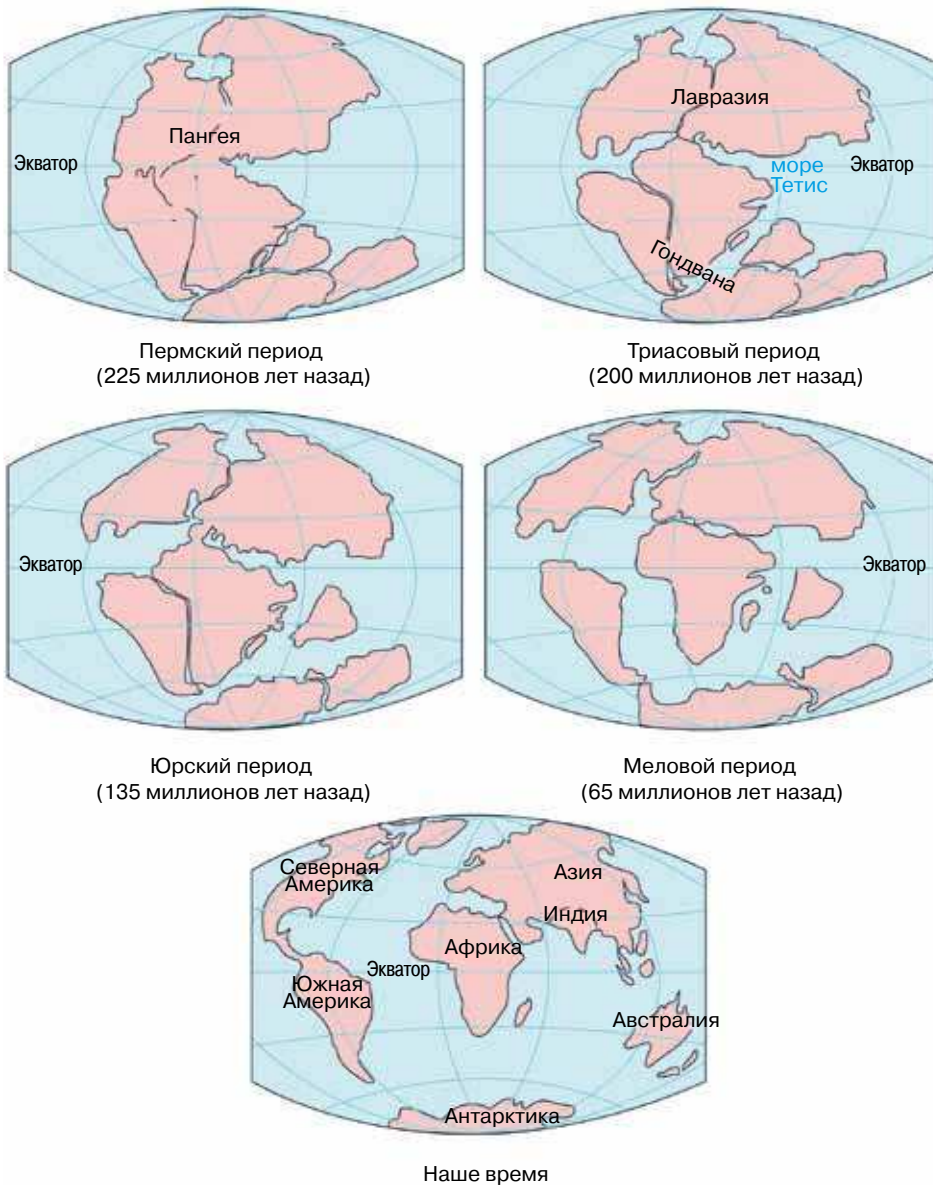 Пангея
Экватор
Пермский период
(225 миллионов лет назад)
Лавразия
море
Тетис
Экватор
Гондвана
Триасовый период
(200 миллионов лет назад)
Экватор
Юрский период
(135 миллионов лет назад)
Экватор
Меловой период
(65 миллионов лет назад)
Северная
Америка
Азия
Индия
Африка
Экватор
Южная
Америка
Австралия
Антарктика
Наше время